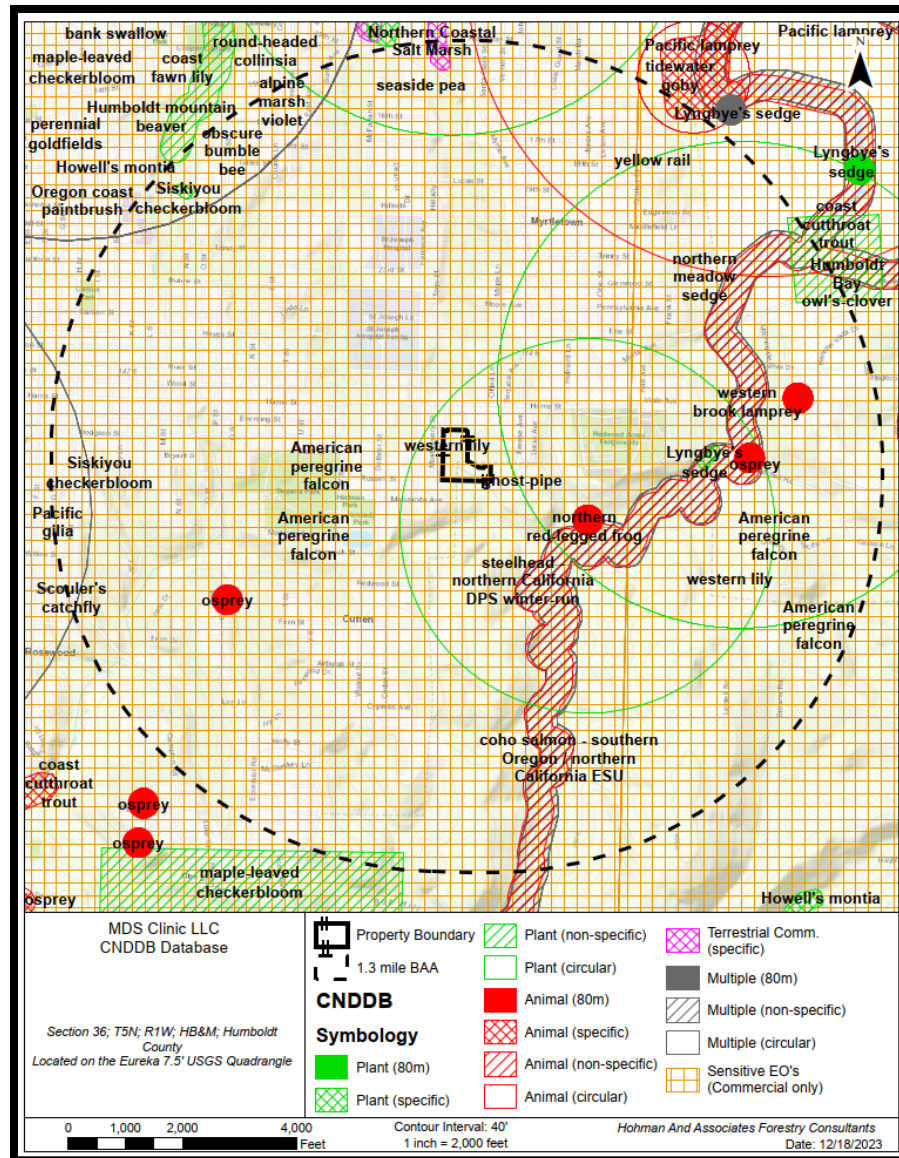 bank swallow
maple-leaved
checkerbloom
coast
fawn lily
round-headed
collinsia
Northern Coastal
Salt Marsh
seaside pea
Pacific lamprey
Pacific lamprey
tidewater
goby
N
Lyngbye's sedge
alpine
marsh
violet
Humboldt mountain
beaver
perennial
goldfields
obscure
bumble
bee
Howell's montia
Oregon coast
paintbrush
Siskiyou
checkerbloom
yellow rail
Lyngbye's
sedge
Myrtletown
coast
cutthroat
trout
northern
meadow
sedge
Humboldt
Bay
owl's-clover
western
brook lamprey
western lily
American
peregrine
falcon
Siskiyou
checkerbloom
ghost-pipe
Lyngbye's
sedge
osprey
Pacific
gilia
American
peregrine
falcon
northern
red-legged frog
American
peregrine
falcon
steelhead
northern California
DPS winter-run
western lily
Scouler's
catchfly
osprey
American
peregrine
falcon
Cutten
Rosewood
coho salmon - southern
Oregon / northern
California ESU
coast
cutthroat
trout
osprey
osprey
maple-leaved
checkerbloom
osprey
Howell's montia
MDS Clinic LLC
CNDDB Database
Section 36; T5N; R1W; HB&M; Humboldt
County
Located on the Eureka 7.5' USGS Quadrangle
Property Boundary
1.3 mile BAA
CNDDB
Symbology
Plant (80m)
Plant (specific)
Plant (non-specific)
Plant (circular)
Animal (80m)
Animal (specific)
Animal (non-specific)
Animal (circular)
Terrestrial Comm.
(specific)
Multiple (80m)
Multiple (non-specific)
Multiple (circular)
Sensitive EO's
(Commercial only)
0 1,000 2,000 4,000
Feet
Contour Interval: 40'
1 inch = 2,000 feet
Hohman And Associates Forestry Consultants
Date: 12/18/2023